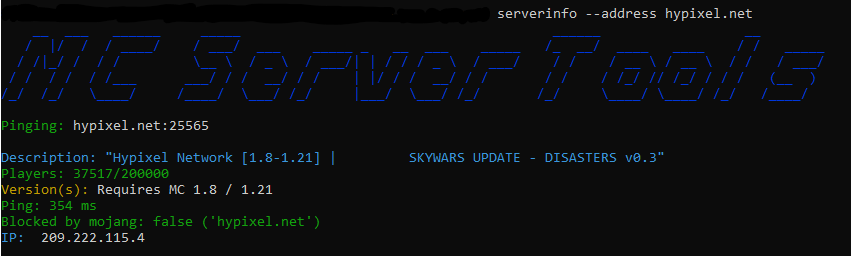 serverinfo --address hypixel.net
MC Server Tools
Pinging: hypixel.net:25565
Description: "Hypixel Network [1.8-1.21] |         SKYWARS UPDATE - DISASTERS v0.3"
Players: 37517/200000
Version(s): Requires MC 1.8 / 1.21
Ping: 354 ms
Blocked by mojang: false ('hypixel.net')
IP:  209.222.115.4